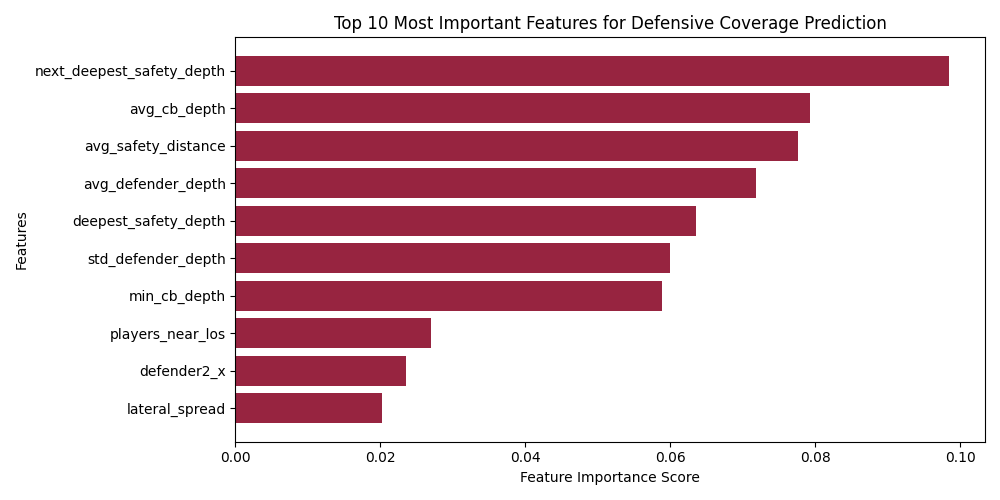 Top 10 Most Important Features for Defensive Coverage Prediction
Features
next_deepest_safety_depth
avg_cb_depth
avg_safety_distance
avg_defender_depth
deepest_safety_depth
std_defender_depth
min_cb_depth
players_near_los
defender2_x
lateral_spread
0.00 0.02 0.04 0.06 0.08 0.10
Feature Importance Score